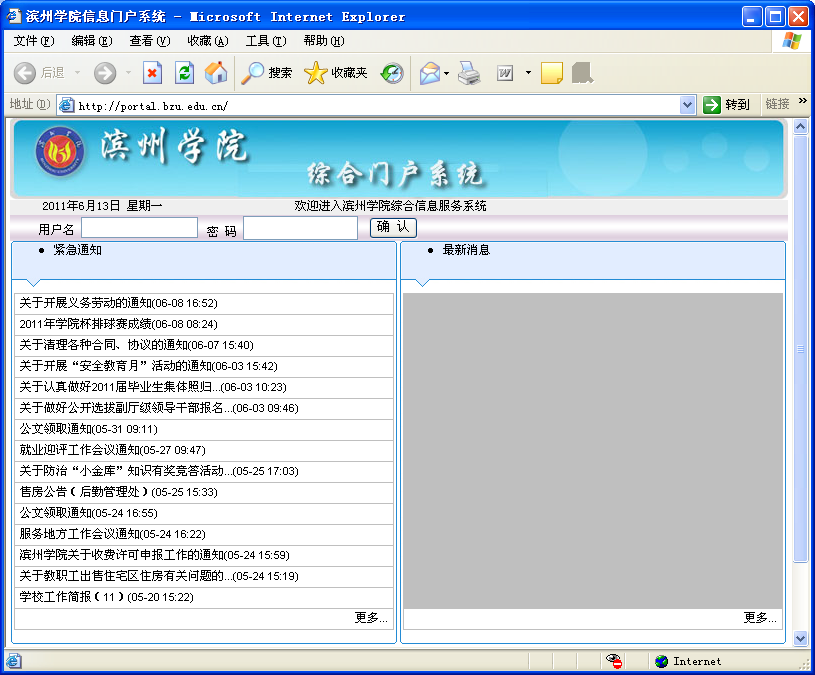 滨州学院信息门户系统 - Microsoft Internet Explorer
文件(F) 编辑(E) 查看(V) 收藏(A) 工具(T) 帮助(H)
后退 搜索 收藏夹
地址(D) http://portal.bzu.edu.cn/ 转到 链接 »
滨州学院
综合门户系统
2011年6月13日 星期一 欢迎进入滨州学院综合信息服务系统
用户名 密 码 确 认
• 紧急通知
关于开展义务劳动的通知(06-08 16:52)
2011年学院杯排球赛成绩(06-08 08:24)
关于清理各种合同、协议的通知(06-07 15:40)
关于开展“安全教育月”活动的通知(06-03 15:42)
关于认真做好2011届毕业生集体照归...(06-03 10:23)
关于做好公开选拔副厅级领导干部报名...(06-03 09:46)
公文领取通知(05-31 09:11)
就业迎评工作会议通知(05-27 09:47)
关于防治“小金库”知识有奖竞答活动...(05-25 17:03)
售房公告（后勤管理处）(05-25 15:33)
公文领取通知(05-24 16:55)
服务地方工作会议通知(05-24 16:22)
滨州学院关于收费许可申报工作的通知(05-24 15:59)
关于教职工出售住宅区住房有关问题的...(05-24 15:19)
学校工作简报（11）(05-20 15:22)
更多...
• 最新消息
更多...
Internet